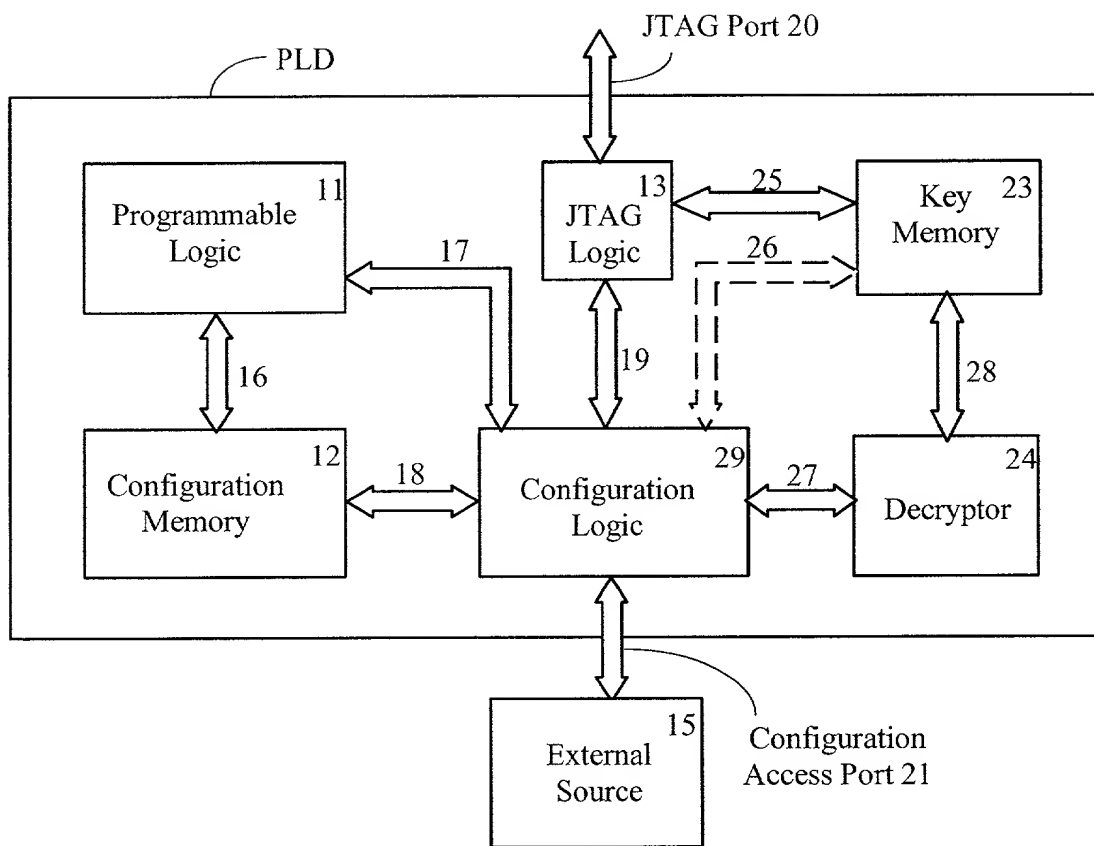 JTAG Port 20
PLD
11
Programmable
Logic
13
JTAG
Logic
25
23
Key
Memory
17
26
16
19
28
12
Configuration
Memory
18
29
Configuration
Logic
27
24
Decryptor
15
External
Source
Configuration
Access Port 21